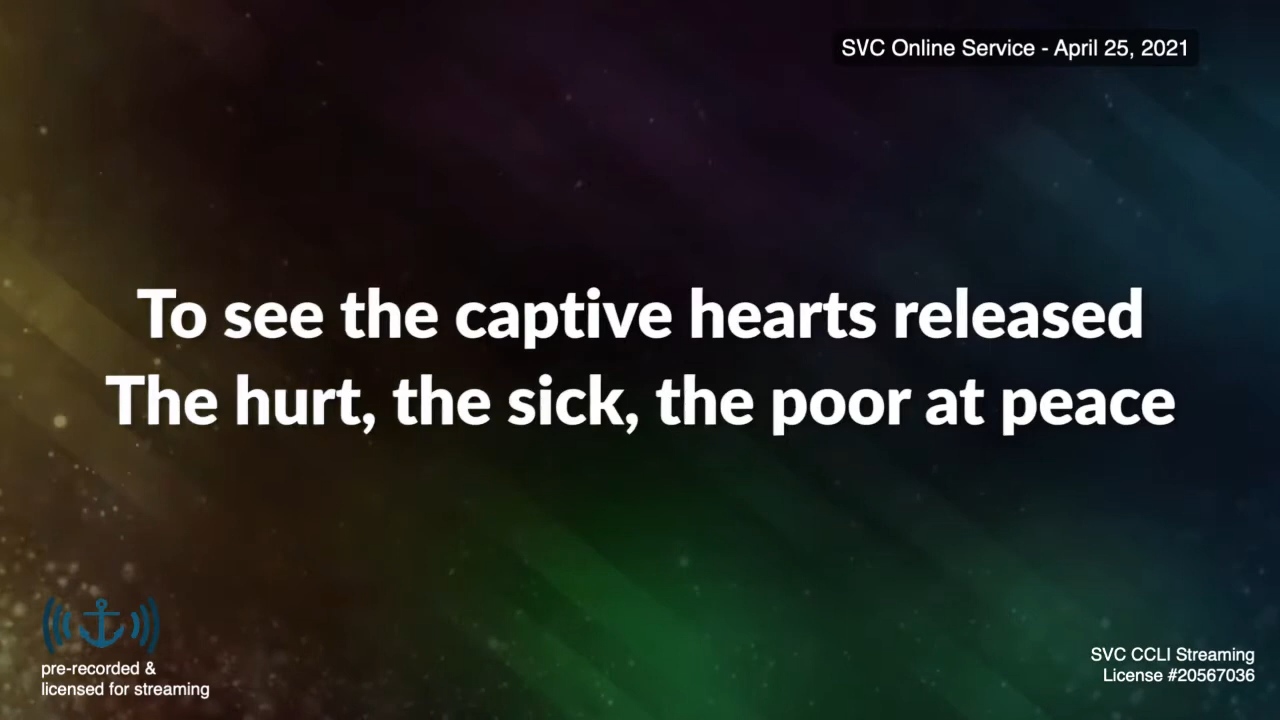 SVC Online Service - April 25, 2021
To see the captive hearts released
The hurt, the sick, the poor at peace
pre-recorded &
licensed for streaming
SVC CCLI Streaming
License #20567036